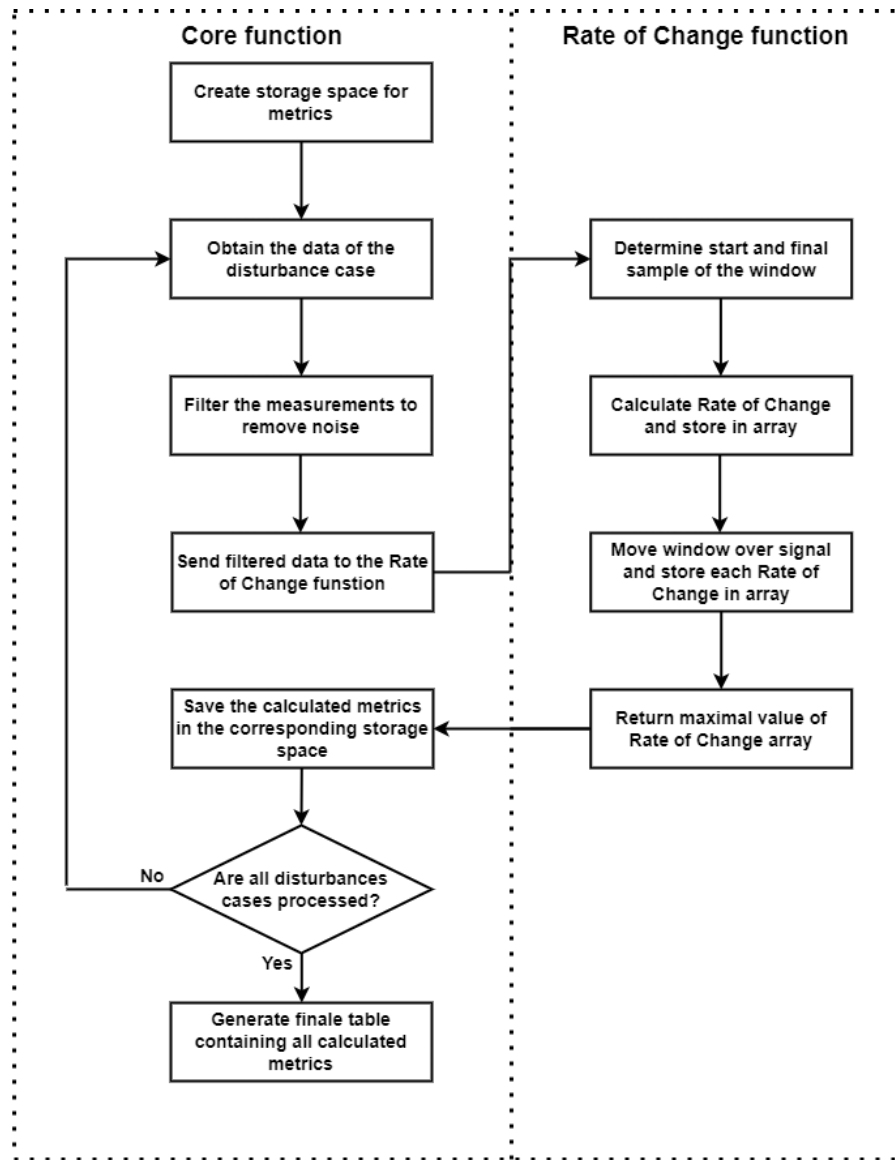 Core function
Rate of Change function
Create storage space for
metrics
Obtain the data of the
disturbance case
Filter the measurements to
remove noise
Send filtered data to the Rate
of Change funstion
Determine start and final
sample of the window
Calculate Rate of Change
and store in array
Move window over signal
and store each Rate of
Change in array
Return maximal value of
Rate of Change array
Save the calculated metrics
in the corresponding storage
space
Are all disturbances
cases processed?
No
Yes
Generate finale table
containing all calculated
metrics